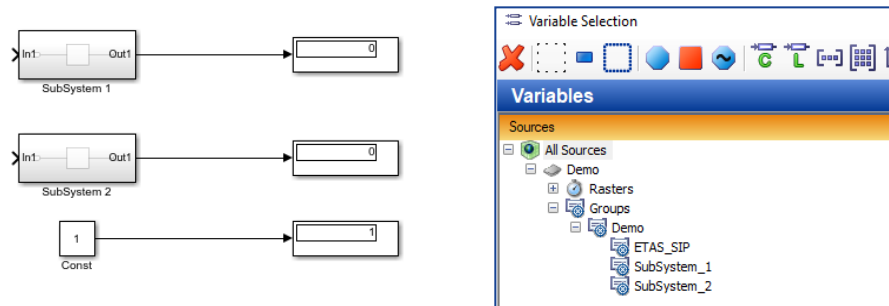 In1
Out1
0
SubSystem 1
In1
Out1
0
SubSystem 2
1
1
Const
Variable Selection
C
L
Variables
Sources
All Sources
Demo
Rasters
Groups
Demo
ETAS_SIP
SubSystem_1
SubSystem_2